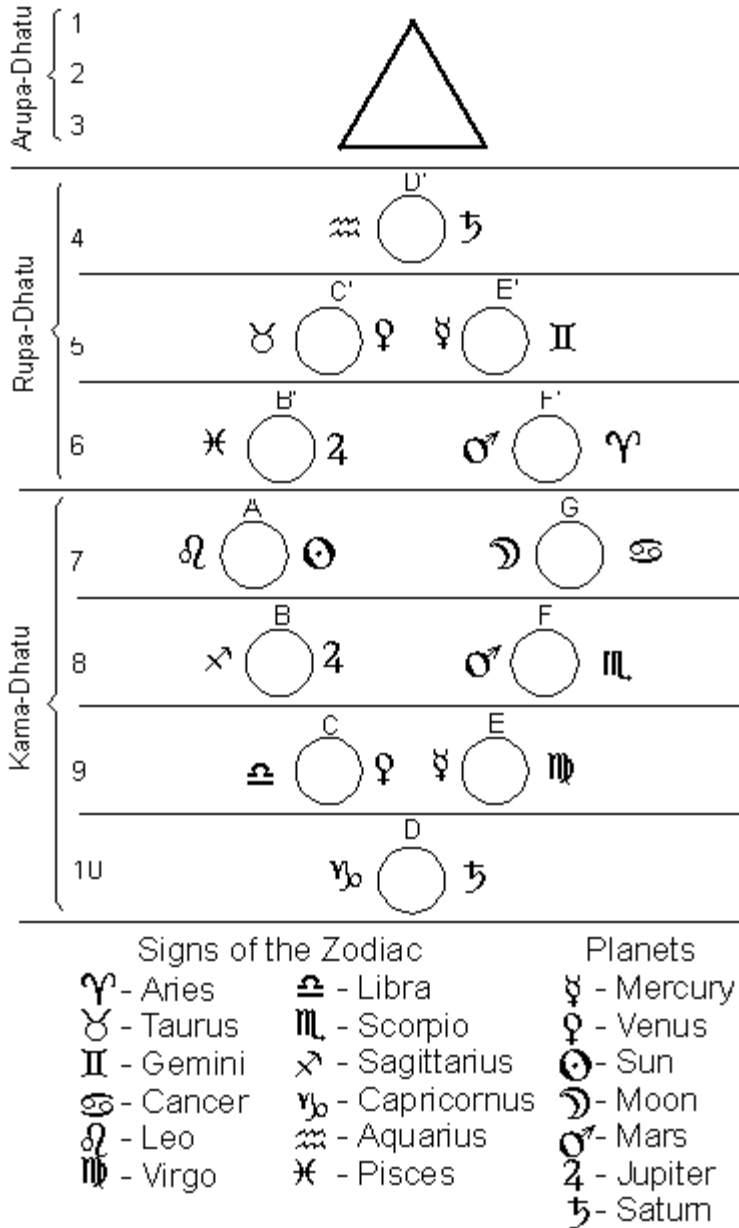 Arupa-Dhatu
1
2
3
Rupa-Dhatu
D'
4
♒ ♄
C' E'
5
♉ ♀ ☿ ♊
B' F'
6
♓ ♃ ♂ ♈
Kama-Dhatu
A G
7
♌ ☉ ☽ ♋
B F
8
♐ ♃ ♂ ♏
C E
9
♎ ♀ ☿ ♍
D
10
♑ ♄
Signs of the Zodiac Planets
♈ - Aries ♎ - Libra ☿ - Mercury
♉ - Taurus ♏ - Scorpio ♀ - Venus
♊ - Gemini ♐ - Sagittarius ☉ - Sun
♋ - Cancer ♑ - Capricornus ☽ - Moon
♌ - Leo ♒ - Aquarius ♂ - Mars
♍ - Virgo ♓ - Pisces ♃ - Jupiter
♄ - Saturn